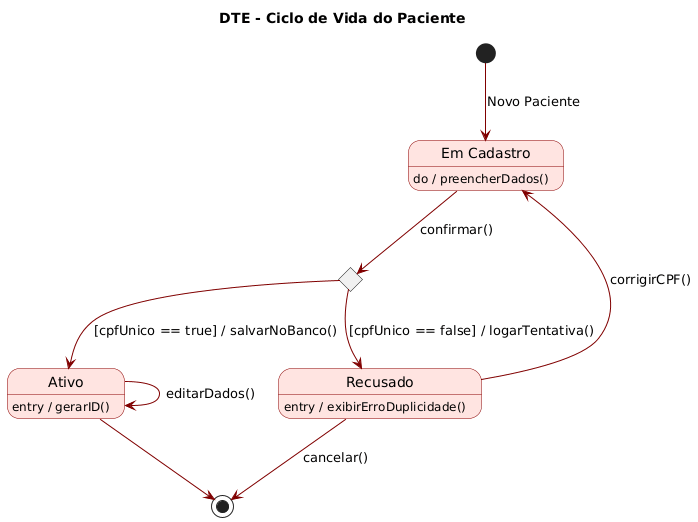 DTE - Ciclo de Vida do Paciente
Novo Paciente
Em Cadastro
do / preencherDados()
confirmar()
corrigirCPF()
[cpfUnico == true] / salvarNoBanco()
[cpfUnico == false] / logarTentativa()
Ativo
entry / gerarID()
editarDados()
Recusado
entry / exibirErroDuplicidade()
cancelar()